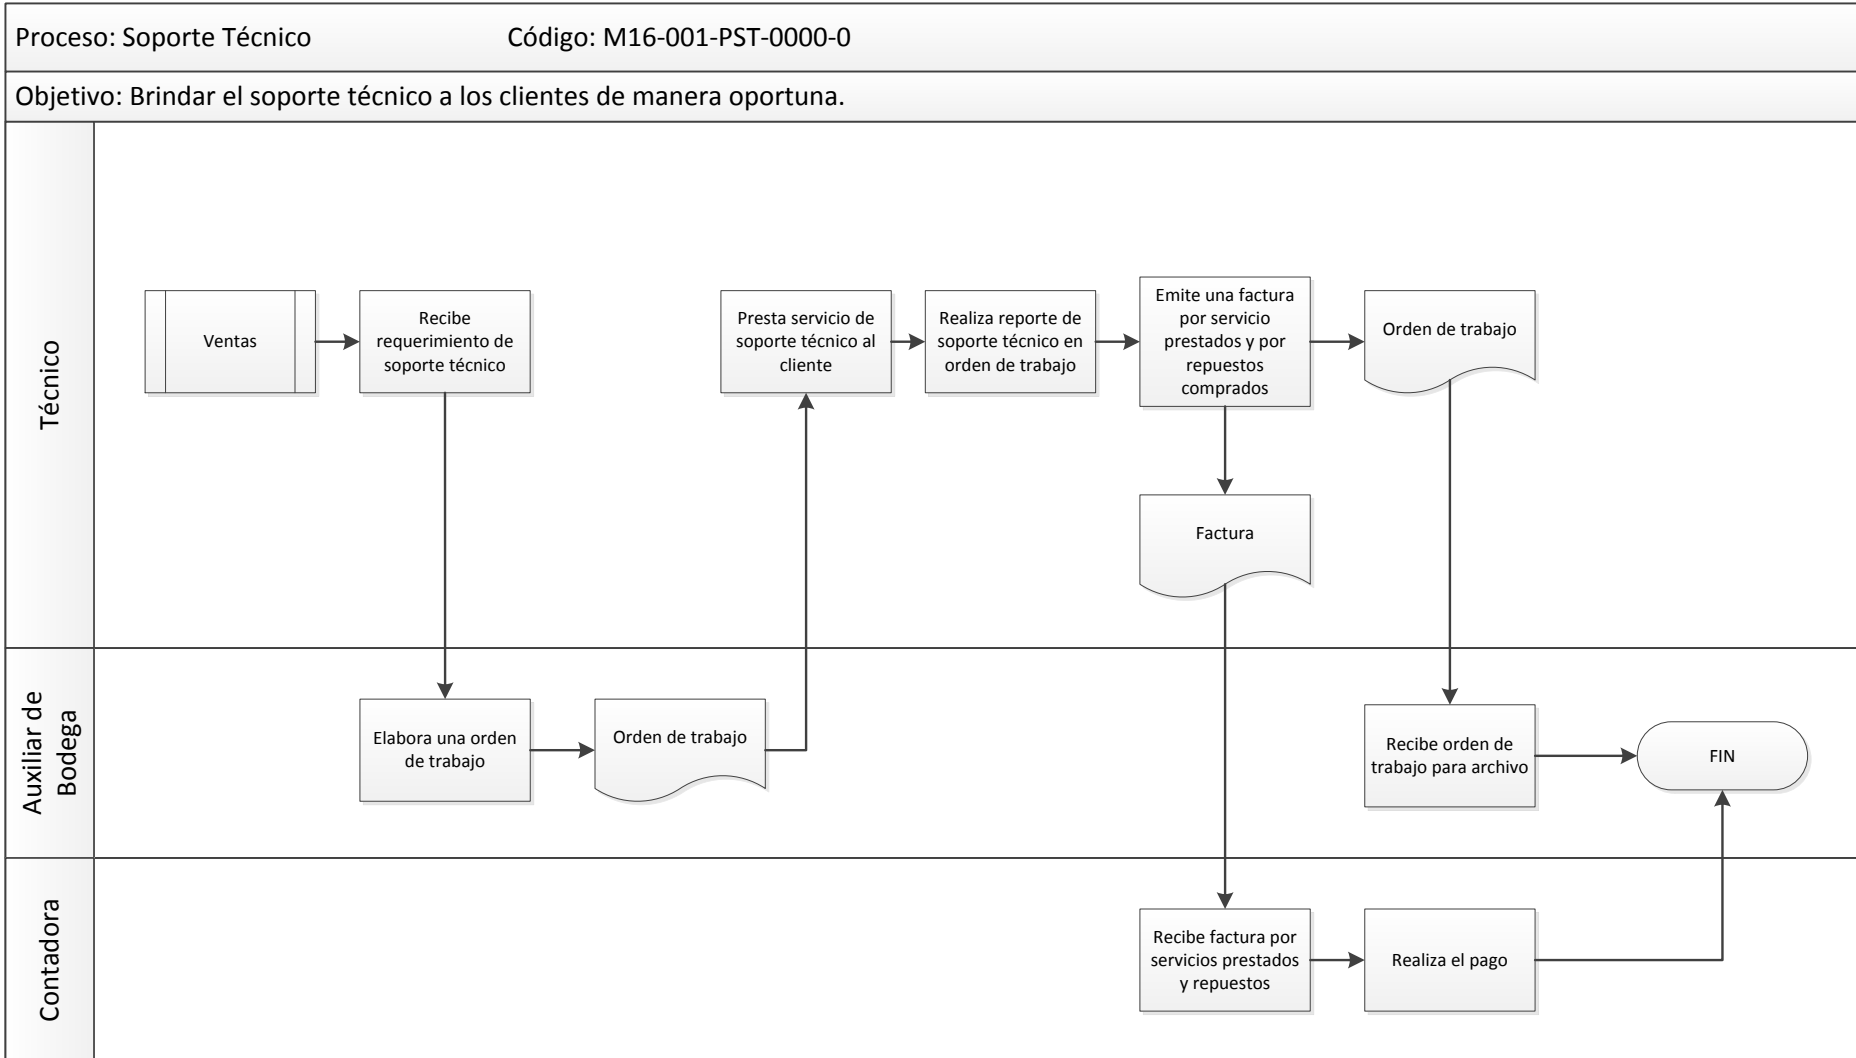 Proceso: Soporte Técnico Código: M16-001-PST-0000-0
Objetivo: Brindar el soporte técnico a los clientes de manera oportuna.
Técnico
Ventas
Recibe
requerimiento de
soporte técnico
Presta servicio de
soporte técnico al
cliente
Realiza reporte de
soporte técnico en
orden de trabajo
Emite una factura
por servicio
prestados y por
repuestos
comprados
Orden de trabajo
Factura
Auxiliar de
Bodega
Elabora una orden
de trabajo
Orden de trabajo
Recibe orden de
trabajo para archivo
FIN
Contadora
Recibe factura por
servicios prestados
y repuestos
Realiza el pago